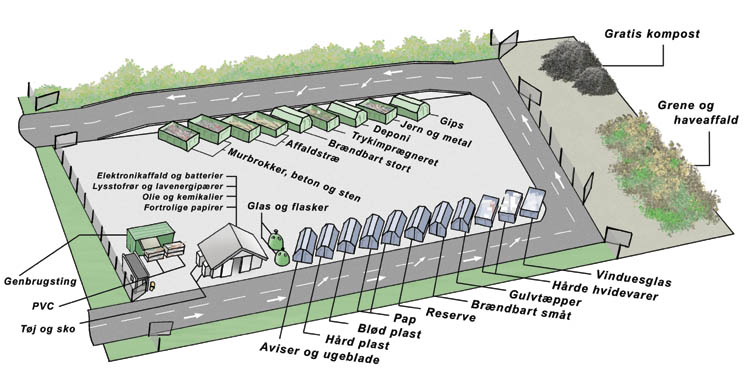 Gratis kompost
Grene og
haveaffald
Gips
Jern og metal
Deponi
Trykimprægneret
Brændbart stort
Affaldstræ
Murbrokker, beton og sten
Elektronikaffald og batterier
Lysstofrør og lavenergipærer
Olie og kemikalier
Fortrolige papirer
Glas og flasker
Genbrugsting
PVC
Tøj og sko
Vinduesglas
Hårde hvidevarer
Gulvtæpper
Brændbart småt
Reserve
Pap
Blød plast
Hård plast
Aviser og ugeblade